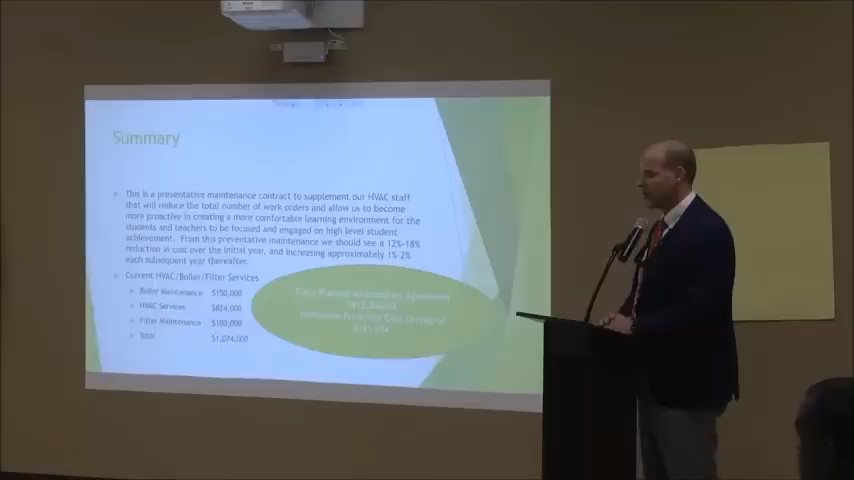 Summary
This is a preventative maintenance contract to supplement our HVAC staff
that will reduce the total number of work orders and allow us to become
more proactive in creating a more comfortable learning environment for the
students and teachers to be focused and engaged on high level student
achievement. From this preventative maintenance we should see a 12%-18%
reduction in cost over the initial year, and increasing approximately 1%-2%
each subsequent year thereafter.
Current HVAC/Boiler/Filter Services
Boiler Maintenance $150,000
HVAC Services $824,000
Filter Maintenance $100,000
Total $1,074,000
Planned Maintenance Agreement